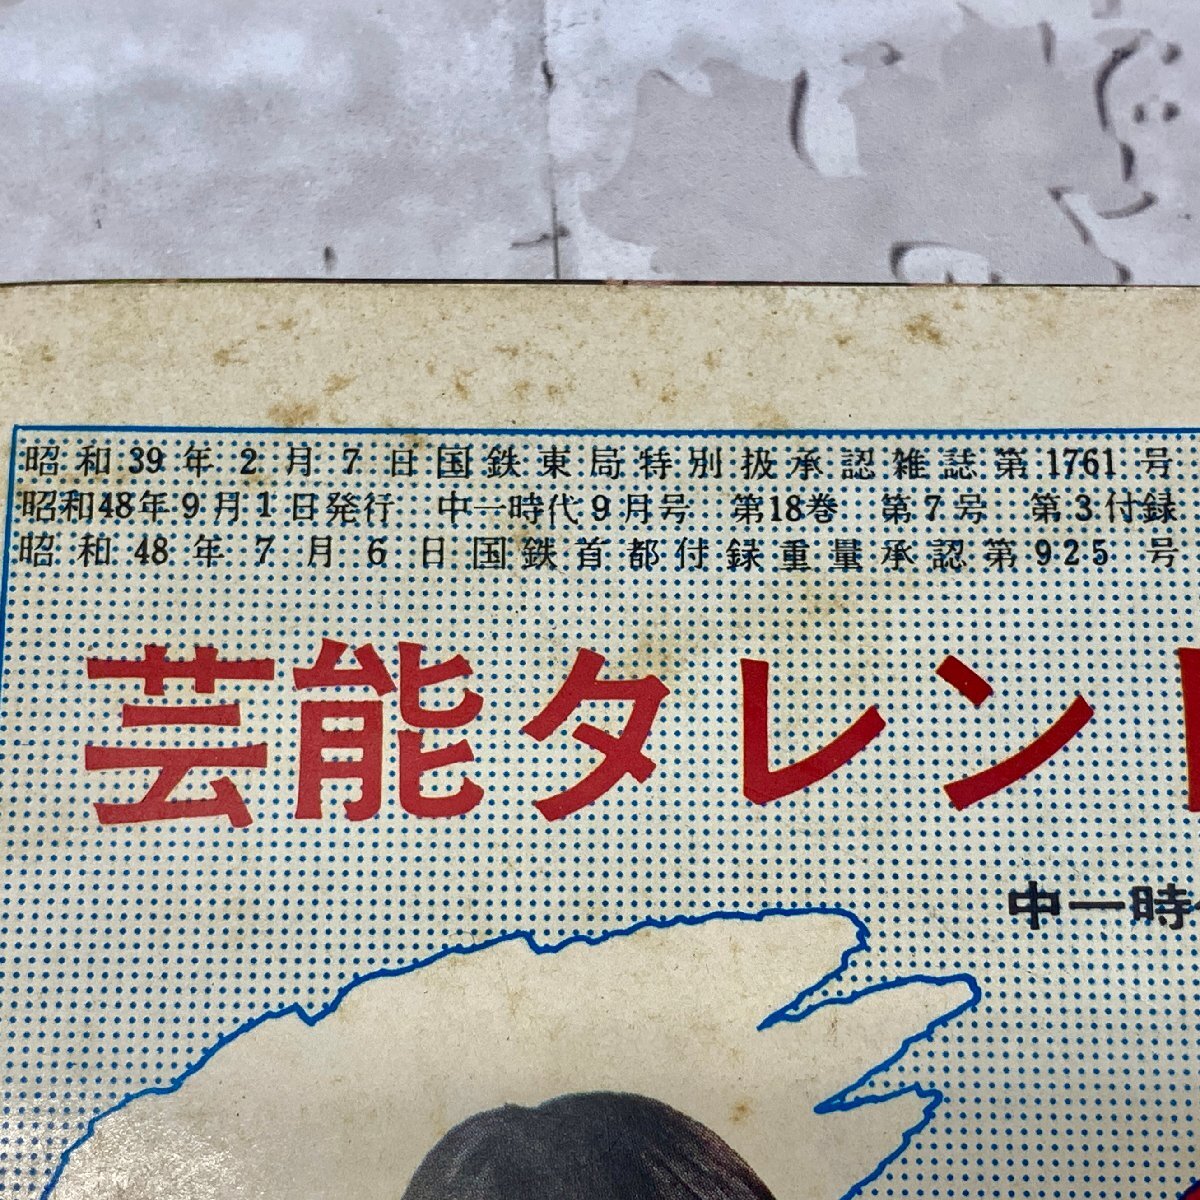 昭和39年2月7日国鉄東局特別扱承認雑誌第1761号
昭和48年9月1日発行 中一時代9月号 第18巻 第7号 第3付録
昭和48年7月6日国鉄首都付録重量承認第925号
芸能タレント
中一時